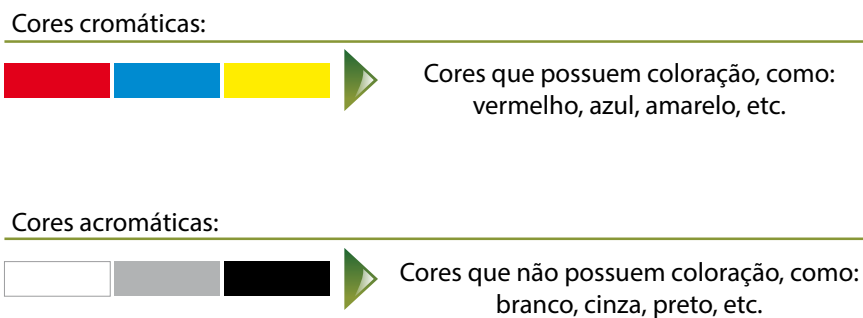 Cores cromáticas:
Cores que possuem coloração, como:
vermelho, azul, amarelo, etc.
Cores acromáticas:
Cores que não possuem coloração, como:
branco, cinza, preto, etc.